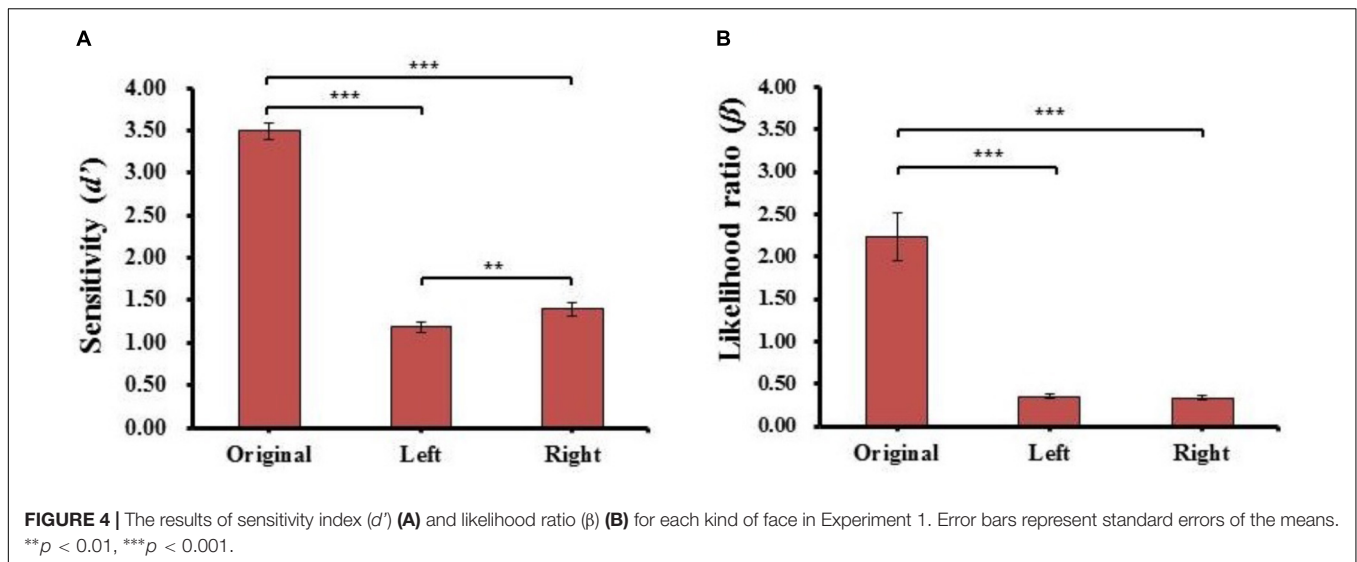 A
Sensitivity (d’)
4.00
3.50
3.00
2.50
2.00
1.50
1.00
0.50
0.00
***
***
**
Original Left Right
B
Likelihood ratio (β)
4.00
3.50
3.00
2.50
2.00
1.50
1.00
0.50
0.00
***
***
Original Left Right
FIGURE 4 | The results of sensitivity index (d’) (A) and likelihood ratio (β) (B) for each kind of face in Experiment 1. Error bars represent standard errors of the means.
**p < 0.01, ***p < 0.001.